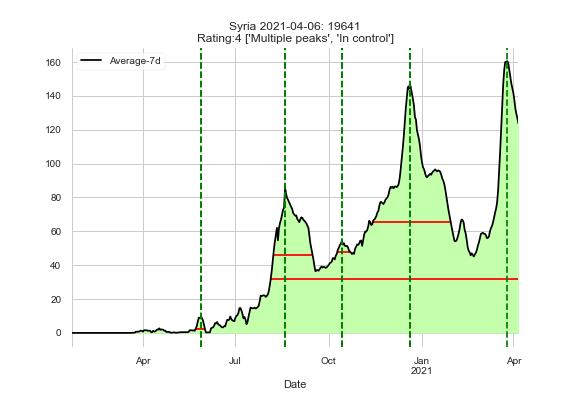 Syria 2021-04-06: 19641
Rating:4 ['Multiple peaks', 'In control']
Average-7d
160
140
120
100
80
60
40
20
0
Apr Jul Oct Jan Apr
2021
Date